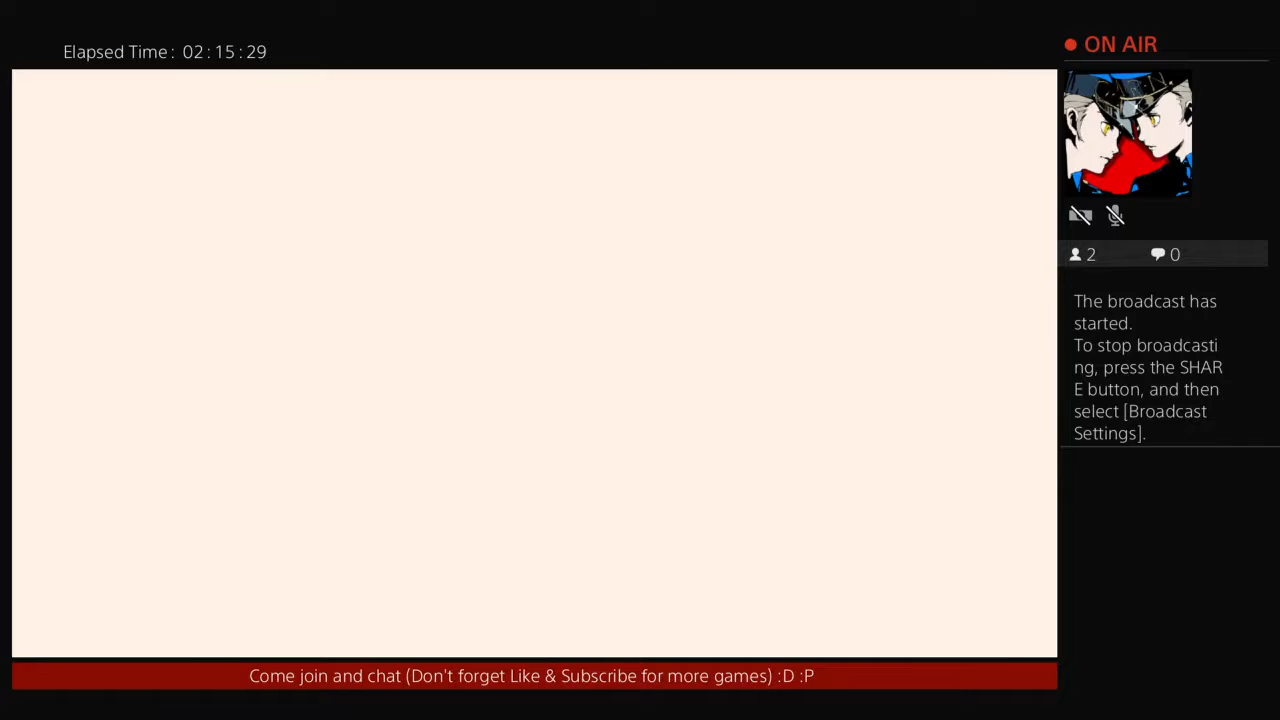 Elapsed Time: 02:15:29
ON AIR
2 0
The broadcast has
started.
To stop broadcasti
ng, press the SHAR
E button, and then
select [Broadcast
Settings].
Come join and chat (Don't forget Like & Subscribe for more games) :D :P